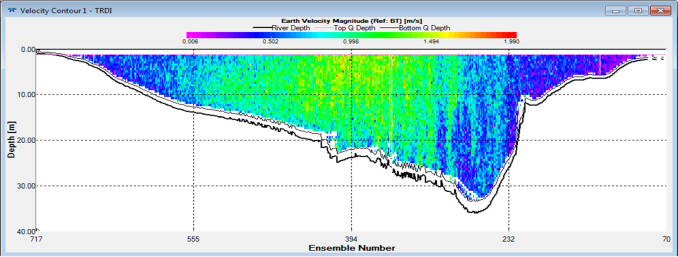 Velocity Contour 1 - TRDI
Earth Velocity Magnitude (Ref: BT) [m/s]
River Depth Top Q Depth Bottom Q Depth
0.006 0.502 0.998 1.494 1.990
0.00
10.00
20.00
30.00
40.00
Depth [m]
717 555 394 232 70
Ensemble Number